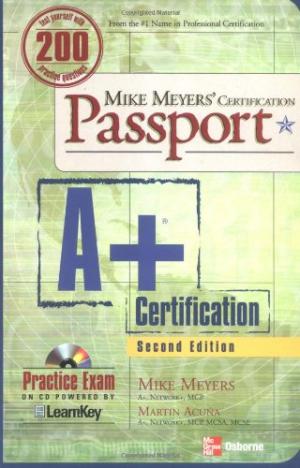 test yourself with
200
practice questions
From the #1 Name in Professional Certification
MIKE MEYERS' CERTIFICATION
Passport
A+®
Certification
Second Edition
Practice Exam
ON CD POWERED BY
LearnKey
MIKE MEYERS
A+, NETWORK+, MCP
MARTIN ACUÑA
A+, NETWORK+, MCP, MCSA, MCSE
Mc
Graw
Hill
Osborne